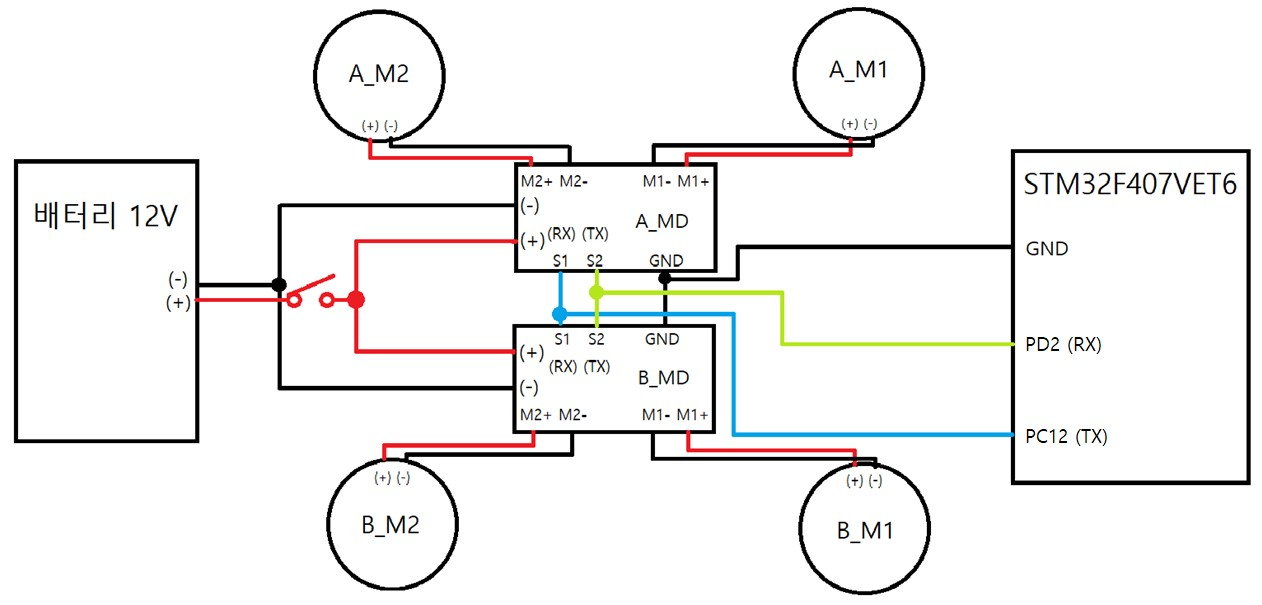 A_M2
(+) (-)
A_M1
(+) (-)
배터리 12V
(-)
(+)
M2+ M2-
M1- M1+
(-)
A_MD
(+)
(RX) (TX)
S1
S2
GND
S1
S2
GND
(+)
(RX) (TX)
B_MD
(-)
M2+ M2-
M1- M1+
(+) (-)
B_M2
(+) (-)
B_M1
STM32F407VET6
GND
PD2 (RX)
PC12 (TX)